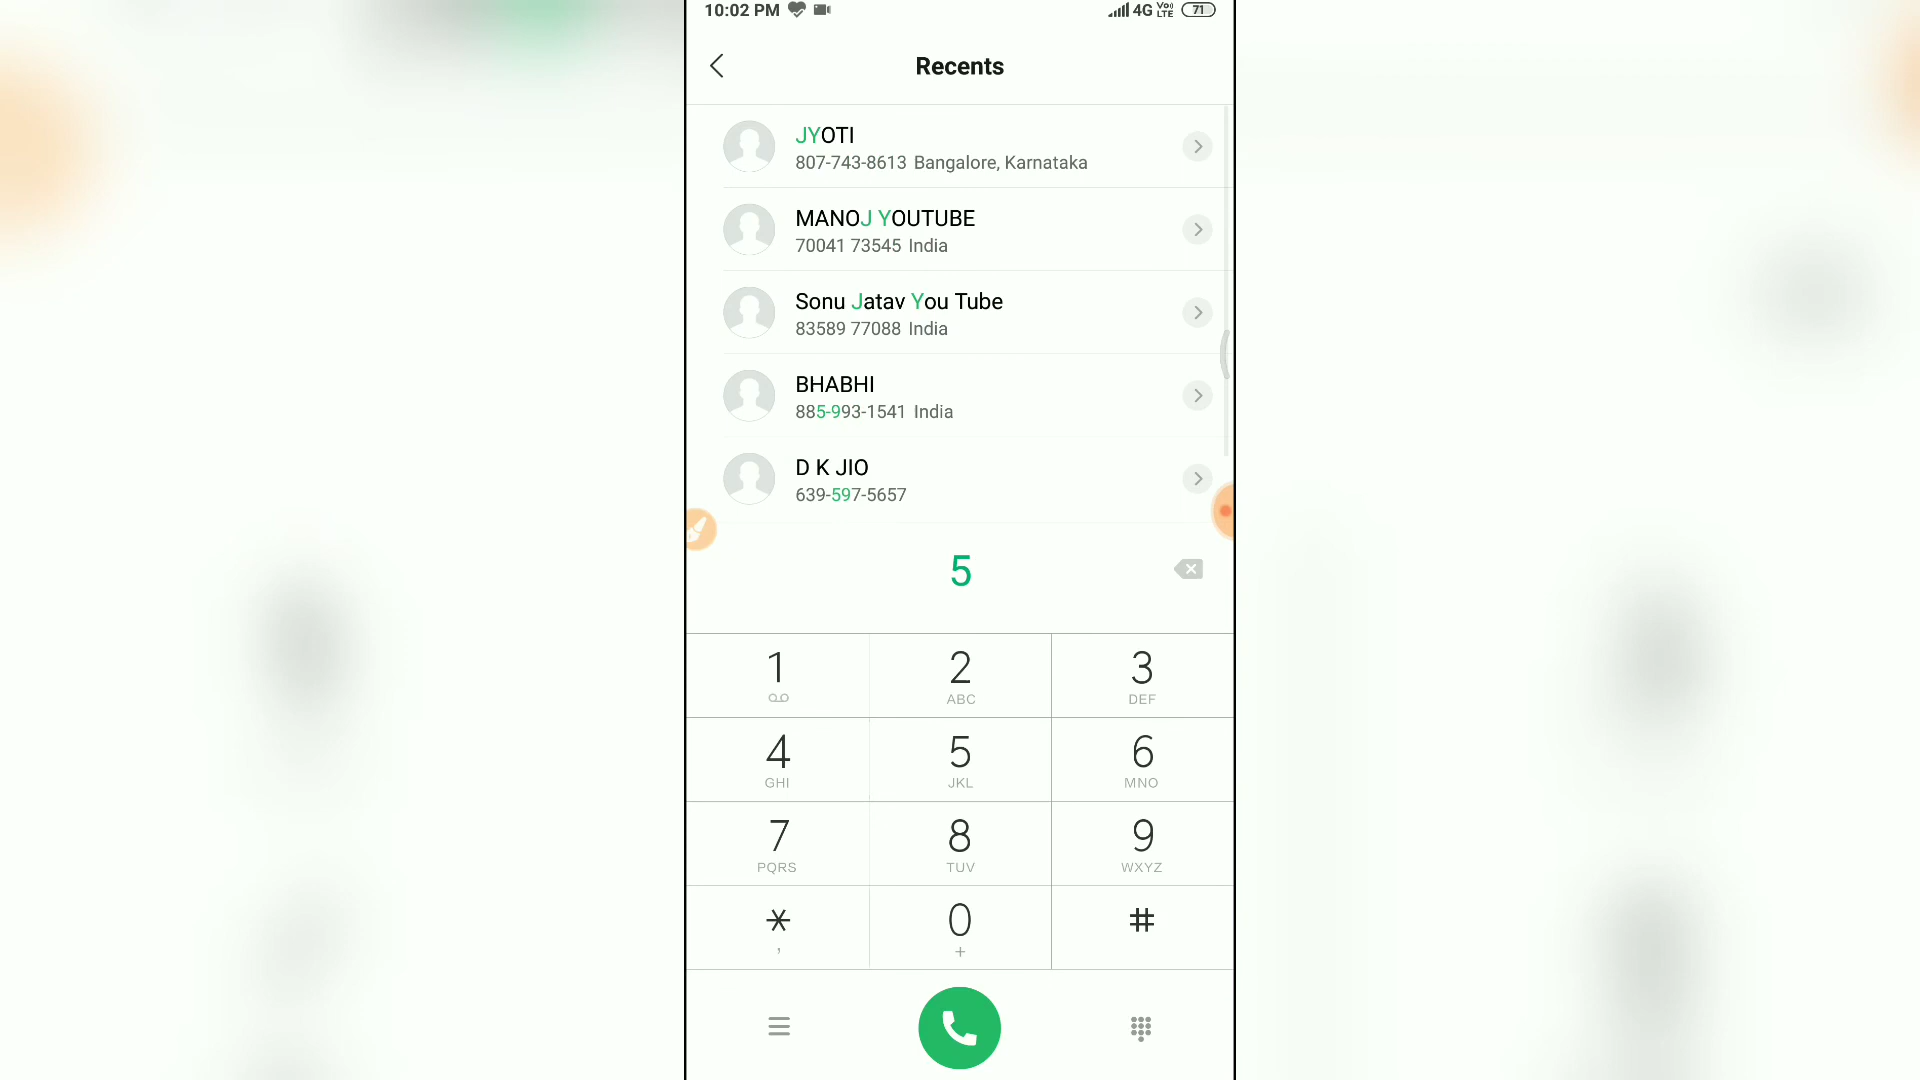 10:02 PM
4G Vo)) LTE 71
Recents
JYOTI
807-743-8613 Bangalore, Karnataka
MANOJ YOUTUBE
70041 73545 India
Sonu Jatav You Tube
83589 77088 India
BHABHI
885-993-1541 India
D K JIO
639-597-5657
5
1 2 3
ABC DEF
4 5 6
GHI JKL MNO
7 8 9
PQRS TUV WXYZ
* 0 #
, +